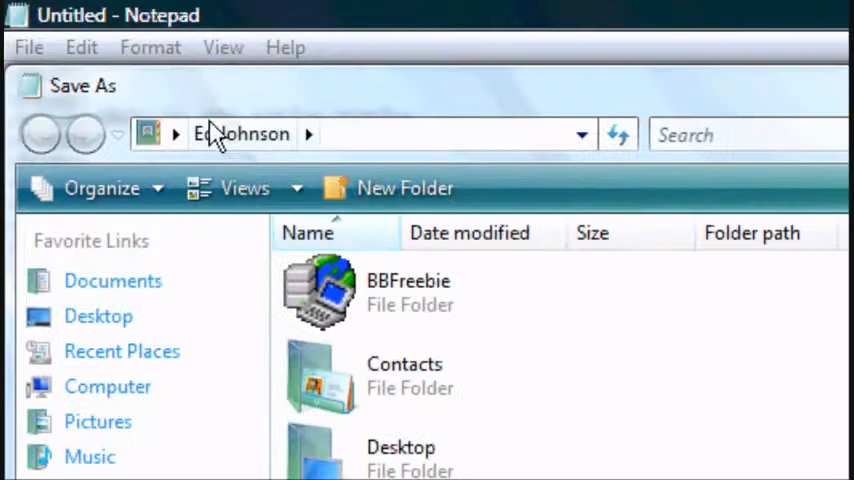 Untitled - Notepad
File Edit Format View Help
Save As
Johnson
Search
Organize Views New Folder
Favorite Links
Name Date modified Size Folder path
Documents
Desktop
Recent Places
Computer
Pictures
Music
BBFreebie
File Folder
Contacts
File Folder
Desktop
File Folder